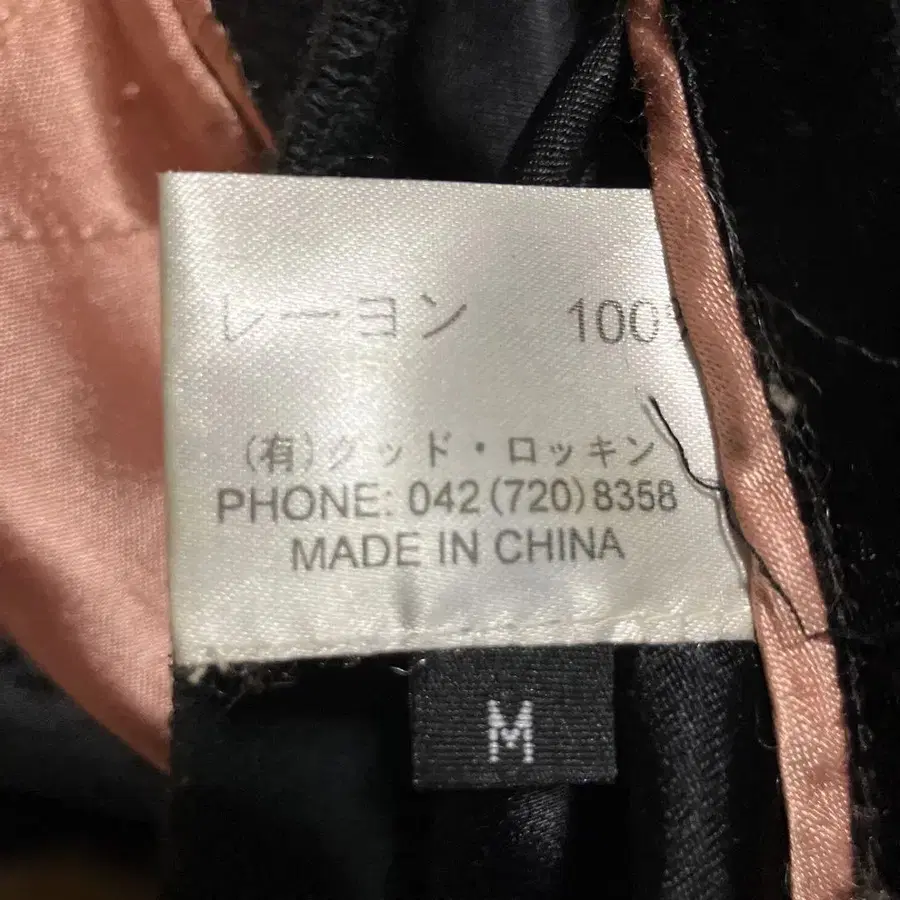 レーヨン 100%
(有)グッド・ロッキン
PHONE: 042(720)8358
MADE IN CHINA
M